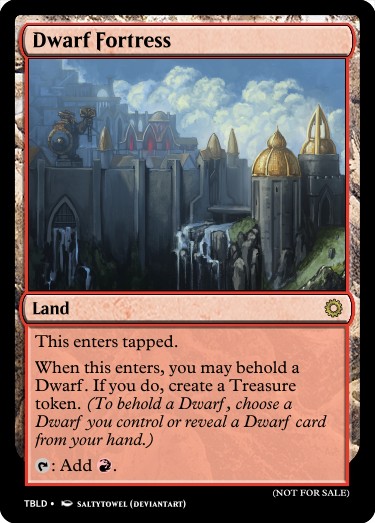 Dwarf Fortress
Land
This enters tapped.
When this enters, you may behold a
Dwarf. If you do, create a Treasure
token. (To behold a Dwarf, choose a
Dwarf you control or reveal a Dwarf card
from your hand.)
: Add .
(NOT FOR SALE)
TBLD • SALTYTOWEL (DEVIANTART)